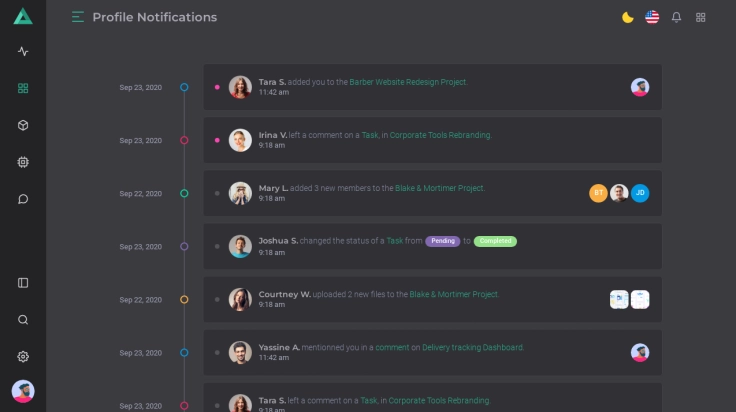 Profile Notifications
Sep 23, 2020
Tara S. added you to the Barber Website Redesign Project.
11:42 am
Sep 23, 2020
Irina V. left a comment on a Task, in Corporate Tools Rebranding.
9:18 am
Sep 22, 2020
Mary L. added 3 new members to the Blake & Mortimer Project.
9:18 am
BT
JD
Sep 23, 2020
Joshua S. changed the status of a Task from Pending to Completed
9:18 am
Sep 22, 2020
Courtney W. uploaded 2 new files to the Blake & Mortimer Project.
9:18 am
Sep 23, 2020
Yassine A. mentionned you in a comment on Delivery tracking Dashboard.
11:42 am
Sep 23, 2020
Tara S. left a comment on a Task, in Corporate Tools Rebranding.
9:18 am